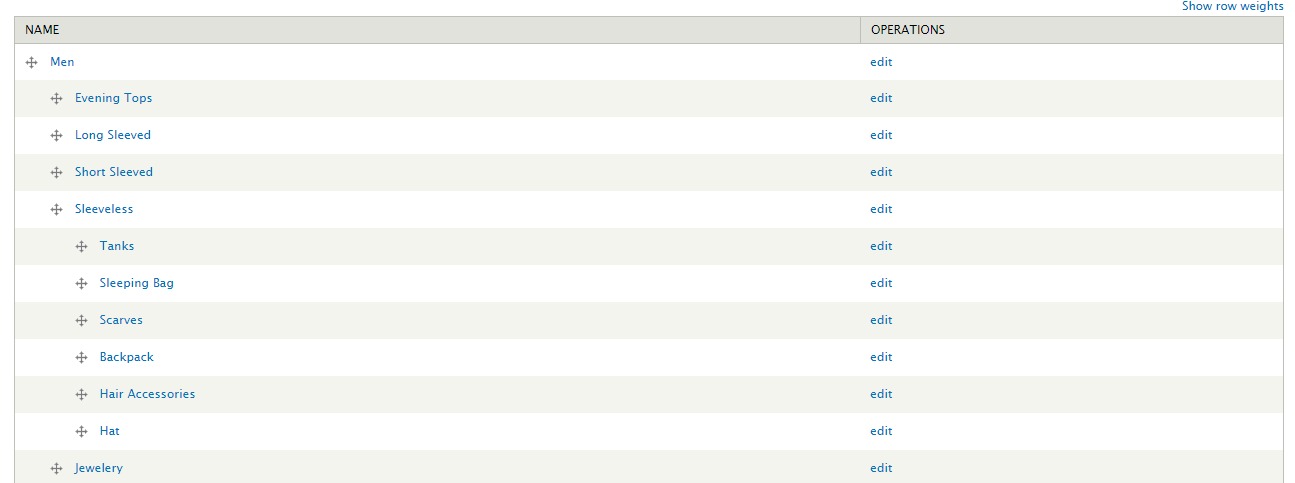 Show row weights
NAME OPERATIONS
Men edit
Evening Tops edit
Long Sleeved edit
Short Sleeved edit
Sleeveless edit
Tanks edit
Sleeping Bag edit
Scarves edit
Backpack edit
Hair Accessories edit
Hat edit
Jewelery edit